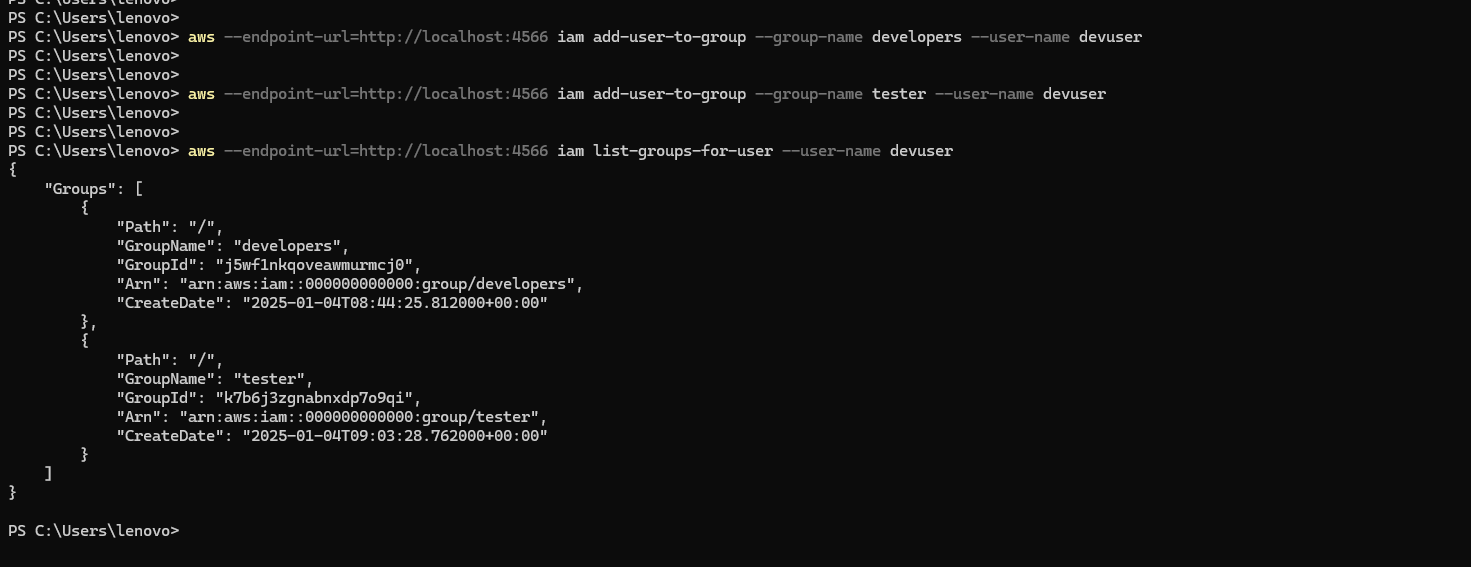 PS C:\Users\lenovo>
PS C:\Users\lenovo>
PS C:\Users\lenovo> aws --endpoint-url=http://localhost:4566 iam add-user-to-group --group-name developers --user-name devuser
PS C:\Users\lenovo>
PS C:\Users\lenovo>
PS C:\Users\lenovo> aws --endpoint-url=http://localhost:4566 iam add-user-to-group --group-name tester --user-name devuser
PS C:\Users\lenovo>
PS C:\Users\lenovo>
PS C:\Users\lenovo> aws --endpoint-url=http://localhost:4566 iam list-groups-for-user --user-name devuser
{
    "Groups": [
        {
            "Path": "/",
            "GroupName": "developers",
            "GroupId": "j5wf1nkqoveawmurmcj0",
            "Arn": "arn:aws:iam::000000000000:group/developers",
            "CreateDate": "2025-01-04T08:44:25.812000+00:00"
        },
        {
            "Path": "/",
            "GroupName": "tester",
            "GroupId": "k7b6j3zgnabnxdp7o9qi",
            "Arn": "arn:aws:iam::000000000000:group/tester",
            "CreateDate": "2025-01-04T09:03:28.762000+00:00"
        }
    ]
}
PS C:\Users\lenovo>